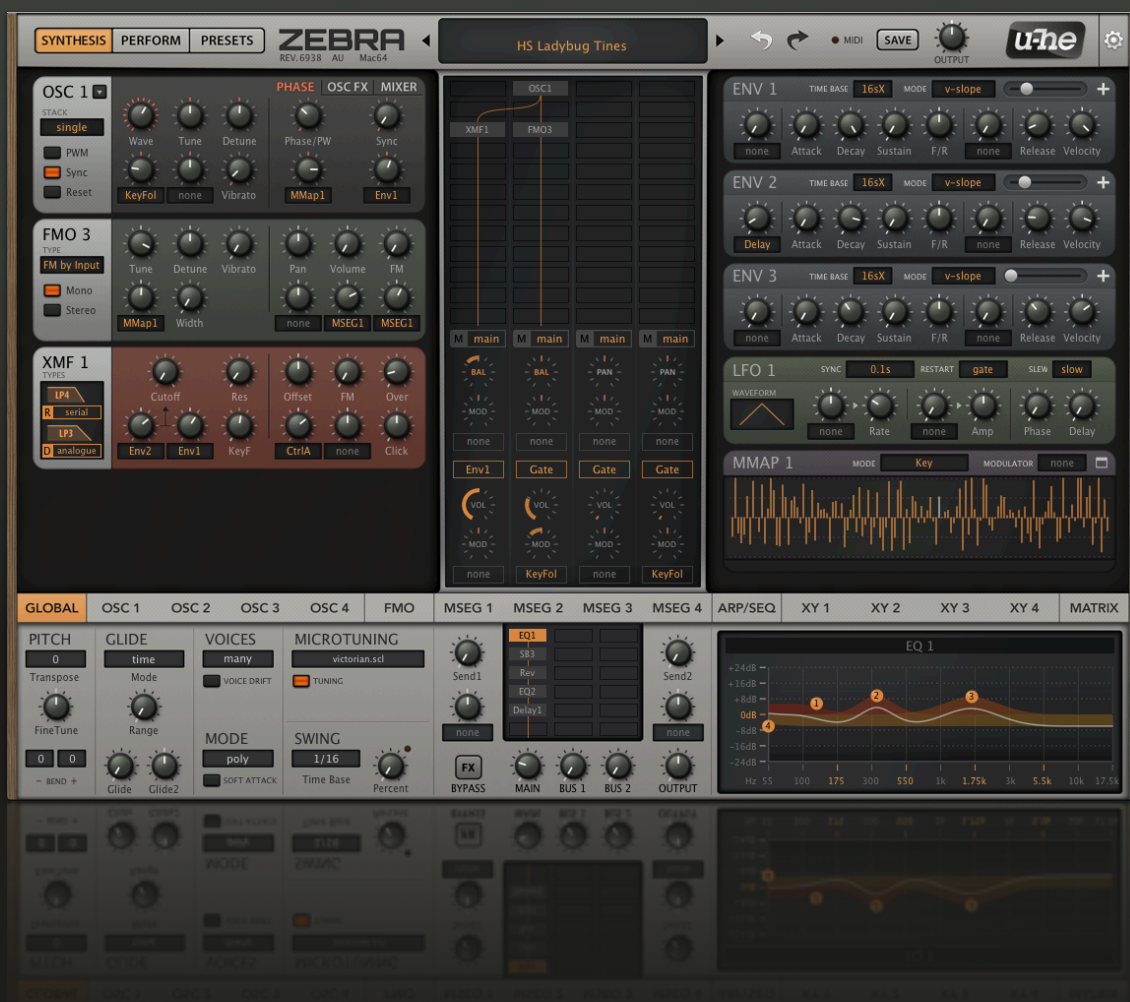 SYNTHESIS PERFORM PRESETS
ZEBRA
REV.6938 AU Mac64
HS Ladybug Tines
MIDI SAVE
OUTPUT
u-he
OSC 1
PHASE OSC FX MIXER
STACK
single
PWM
Sync
Reset
Wave Tune Detune Phase/PW Sync
KeyFol none Vibrato MMap1 Env1
FMO 3
TYPE
FM by Input
Mono
Stereo
Tune Detune Vibrato Pan Volume FM
MMap1 Width none MSEG1 MSEG1
XMF 1
TYPES
LP4
R serial
LP3
D analogue
Cutoff Res Offset FM Over
Env2 Env1 KeyF CtrlA none Click
OSC1
XMF1 FMO3
M main M main M main M main
BAL BAL PAN PAN
MOD MOD MOD MOD
none none none none
Env1 Gate Gate Gate
VOL VOL VOL VOL
MOD MOD MOD MOD
none KeyFol none KeyFol
ENV 1 TIME BASE 16sX MODE v-slope +
none Attack Decay Sustain F/R none Release Velocity
ENV 2 TIME BASE 16sX MODE v-slope +
Delay Attack Decay Sustain F/R none Release Velocity
ENV 3 TIME BASE 16sX MODE v-slope +
none Attack Decay Sustain F/R none Release Velocity
LFO 1 SYNC 0.1s RESTART gate SLEW slow
WAVEFORM
none Rate none Amp Phase Delay
MMAP 1 MODE Key MODULATOR none
GLOBAL OSC 1 OSC 2 OSC 3 OSC 4 FMO MSEG 1 MSEG 2 MSEG 3 MSEG 4 ARP/SEQ XY 1 XY 2 XY 3 XY 4 MATRIX
PITCH
0
Transpose
FineTune
0 0
- BEND +
GLIDE
time
Mode
Range
Glide Glide2
VOICES
many
VOICE DRIFT
MODE
poly
SOFT ATTACK
MICROTUNING
victorian.scl
TUNING
SWING
1/16
Time Base
Percent
Send1
none
FX
BYPASS
EQ1
SB3
Rev
EQ2
Delay1
MAIN BUS 1 BUS 2
Send2
none
OUTPUT
EQ 1
+24dB
+16dB
+8dB
0dB
-8dB
-16dB
-24dB
1 2 3 4
Hz 55 100 175 300 550 1k 1.75k 3k 5.5k 10k 17.5k